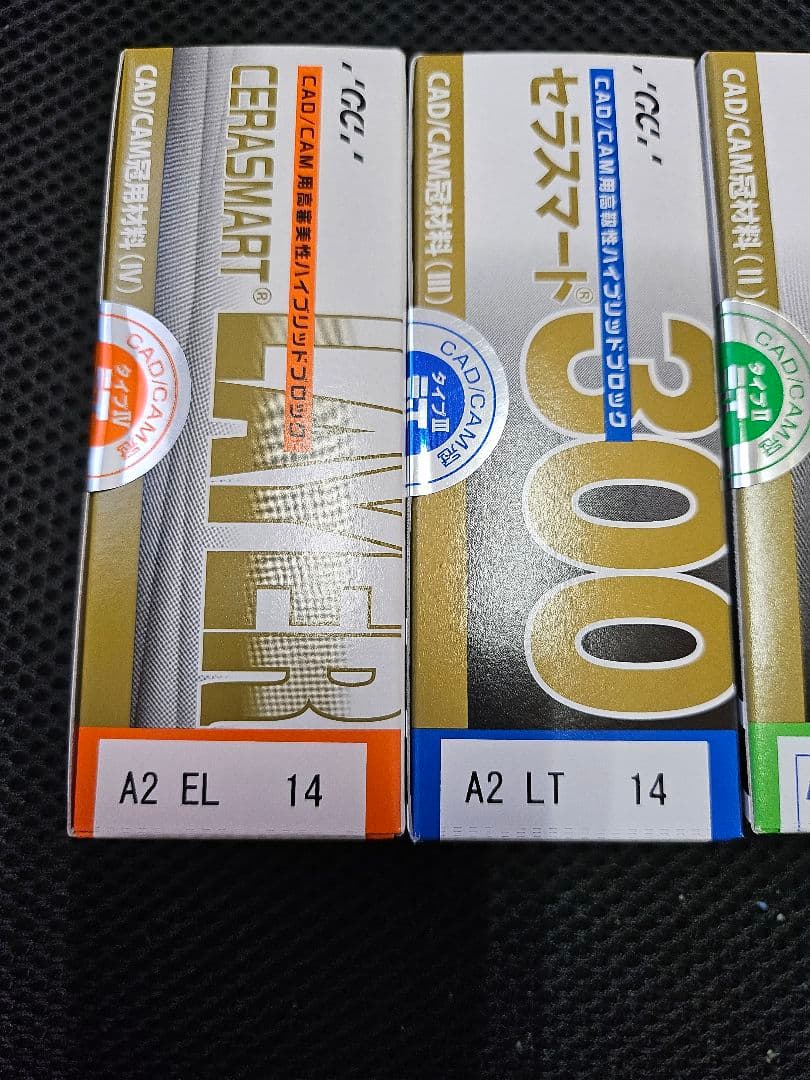 'GC,'
CAD/CAM用高審美性ハイブリッドブロック
CERASMART®
LAYER
CAD/CAM冠用材料(IV)
CAD/CAM冠
タイプIV
A2 EL 14
'GC,'
CAD/CAM用高靱性ハイブリッドブロック
セラスマート®
300
CAD/CAM冠材料(III)
CAD/CAM冠
タイプIII
A2 LT 14
CAD/CAM冠材料(II)
CAD/CAM冠
タイプII